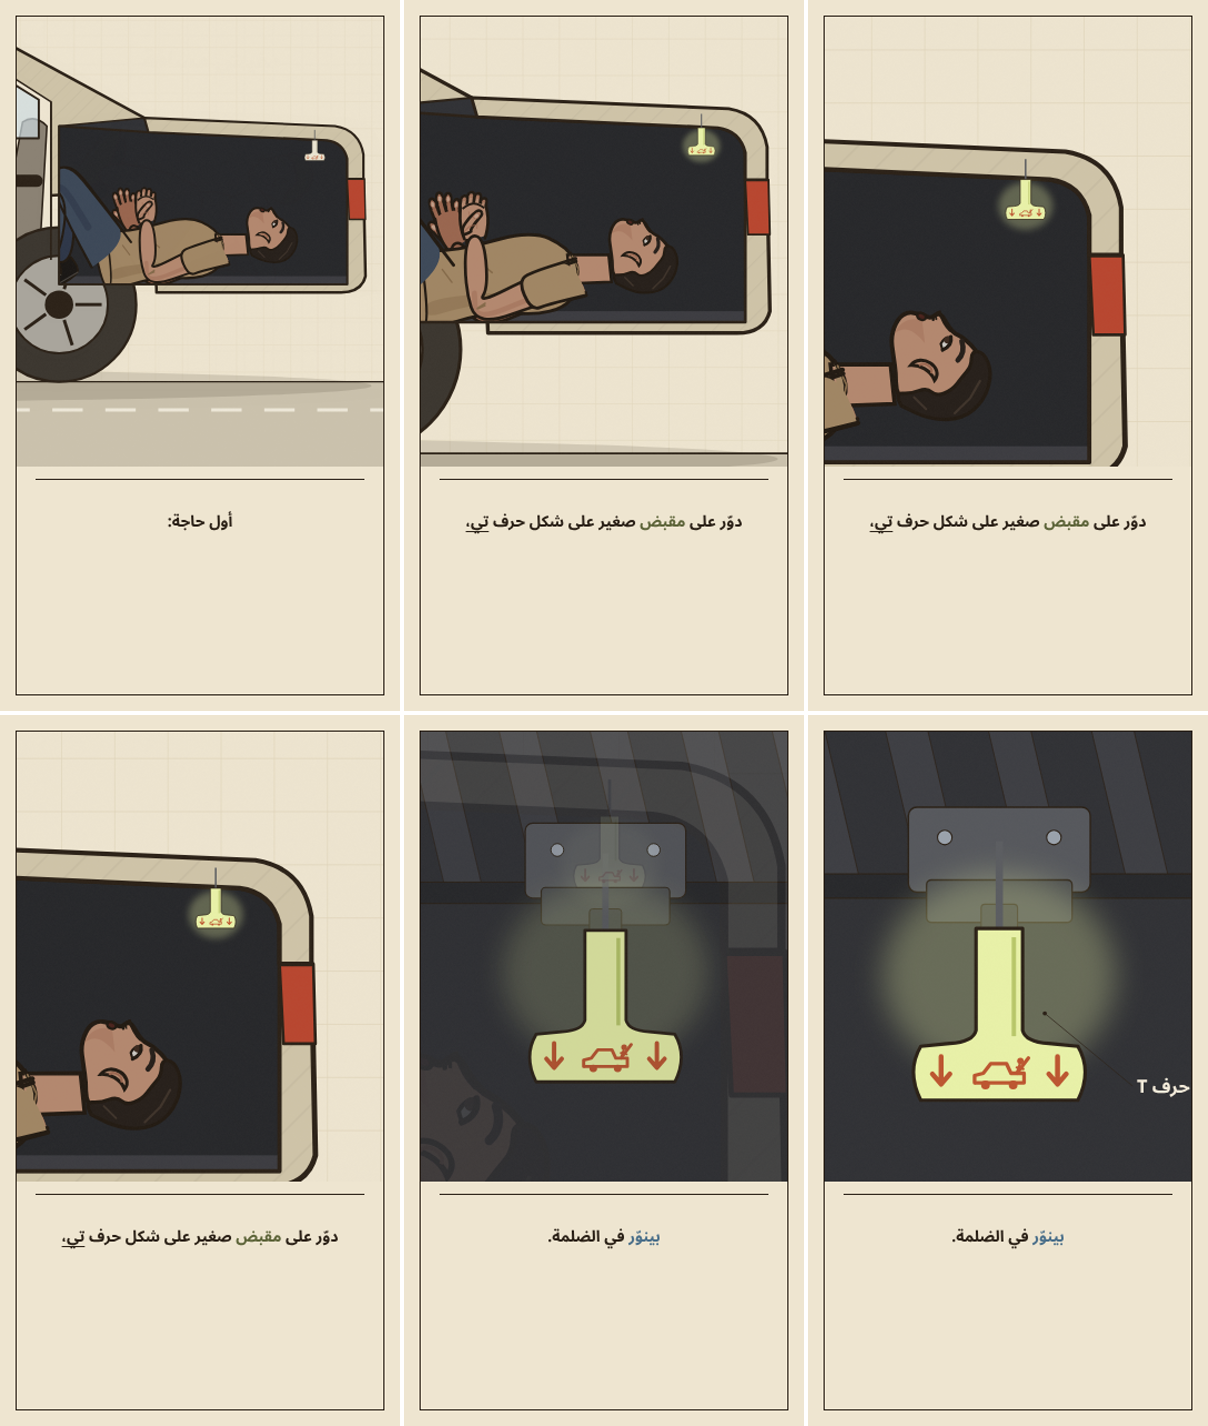 أول حاجة:
دوّر على مقبض صغير على شكل حرف تي،
دوّر على مقبض صغير على شكل حرف تي،
دوّر على مقبض صغير على شكل حرف تي،
بينوّر في الضلمة.
حرف T
بينوّر في الضلمة.